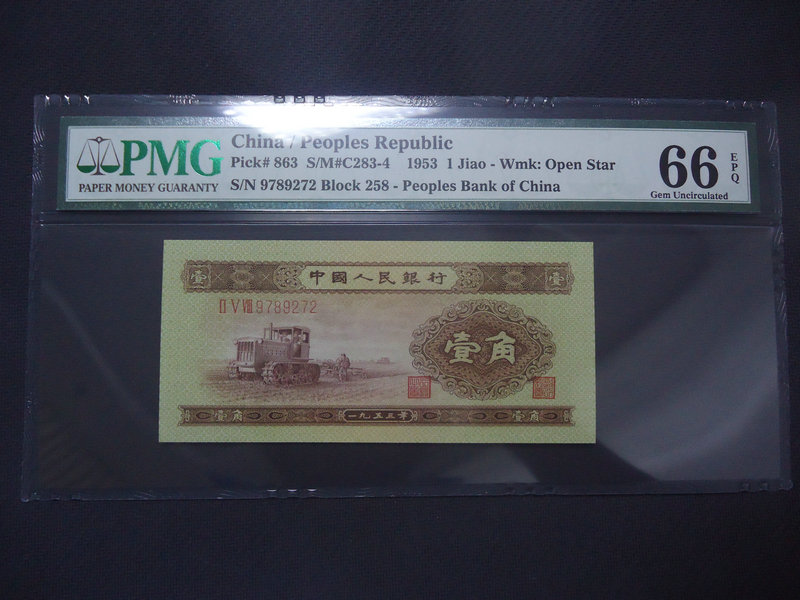 PMG
PAPER MONEY GUARANTY
China / Peoples Republic
Pick# 863 S/M#C283-4 1953 1 Jiao - Wmk: Open Star
S/N 9789272 Block 258 - Peoples Bank of China
66 EPQ
Gem Uncirculated
壹 中國人民銀行 壹
II V VIII 9789272
壹角
壹角 一九五三年 壹角